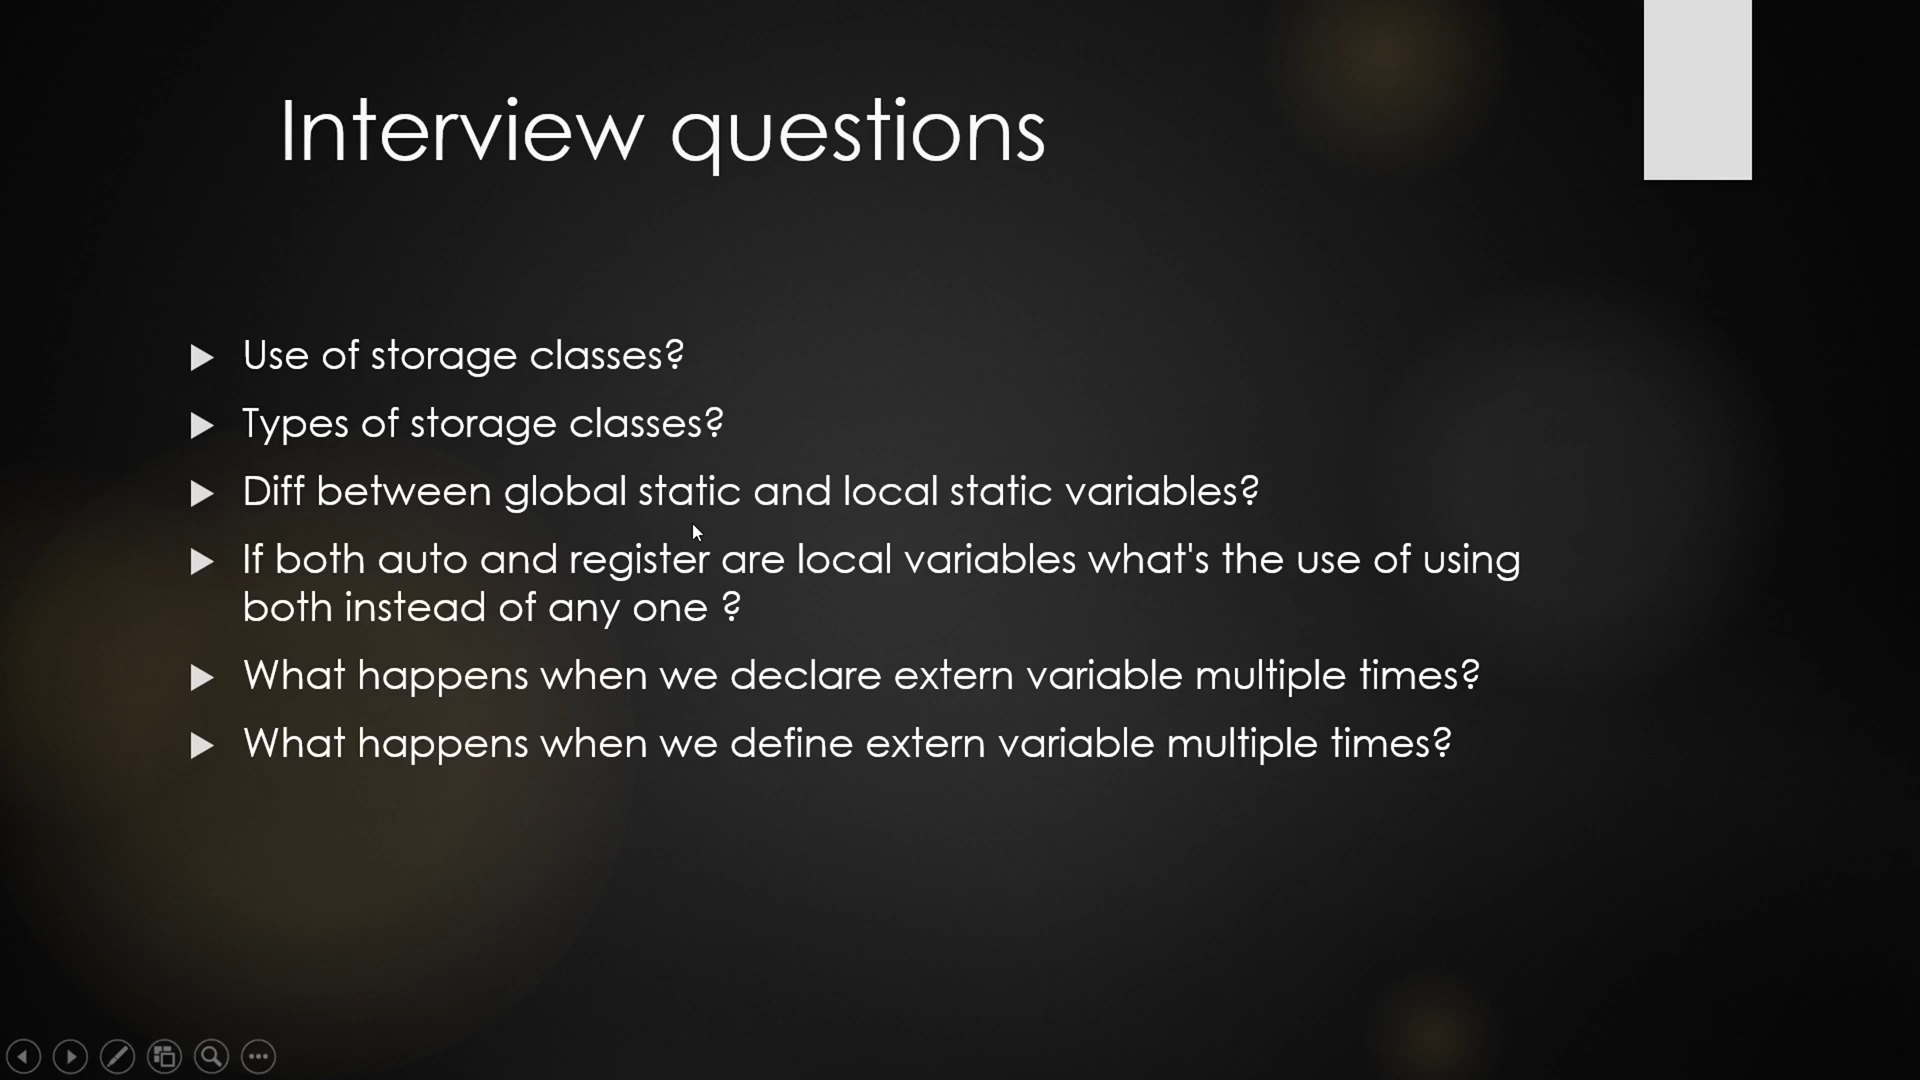 Interview questions
Use of storage classes?
Types of storage classes?
Diff between global static and local static variables?
If both auto and register are local variables what's the use of using
both instead of any one ?
What happens when we declare extern variable multiple times?
What happens when we define extern variable multiple times?